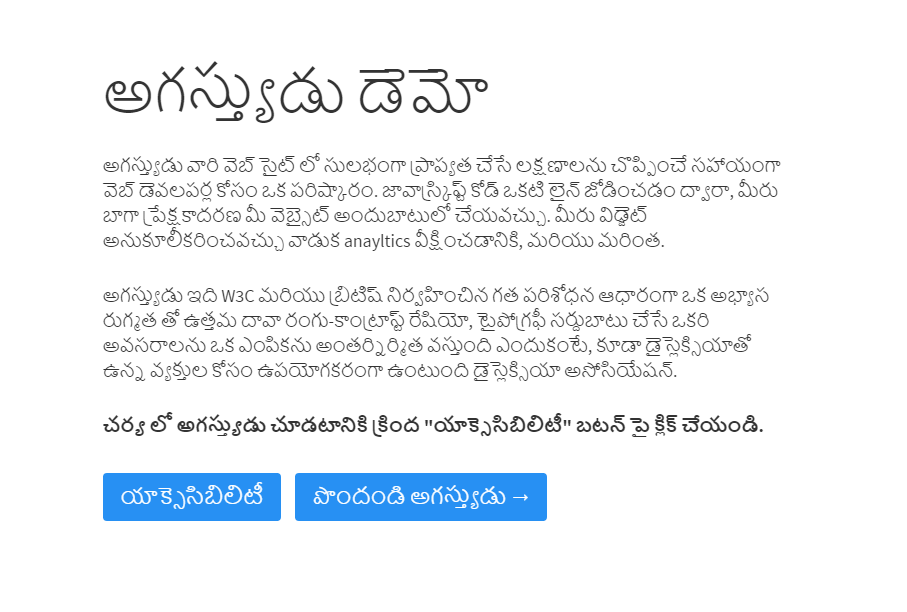 అగస్త్యుడు డెమో
అగస్త్యుడు వారి వెబ్ సైట్ లో సులభంగా ప్రాప్యత చేసే లక్షణాలను చొప్పించే సహాయంగా
వెబ్ డెవలపర్ల కోసం ఒక పరిష్కారం. జావాస్క్రిప్ట్ కోడ్ ఒకటి లైన్ జోడించడం ద్వారా, మీరు
బాగా ప్రేక్షకాదరణ మీ వెబ్సైట్ అందుబాటులో చేయవచ్చు. మీరు విడ్జెట్
అనుకూలీకరించవచ్చు వాడుక anayltics వీక్షించడానికి, మరియు మరింత.
అగస్త్యుడు ఇది W3C మరియు బ్రిటిష్ నిర్వహించిన గత పరిశోధన ఆధారంగా ఒక అభ్యాస
రుగ్మత తో ఉత్తమ దావా రంగు-కాంట్రాస్ట్ రేషియో, టైపోగ్రఫీ సర్దుబాటు చేసే ఒకరి
అవసరాలను ఒక ఎంపికను అంతర్నిర్మిత వస్తుంది ఎందుకంటే, కూడా డైస్లెక్సియాతో
ఉన్న వ్యక్తుల కోసం ఉపయోగకరంగా ఉంటుంది డైస్లెక్సియా అసోసియేషన్.
చర్య లో అగస్త్యుడు చూడటానికి క్రింద "యాక్సెసిబిలిటీ" బటన్ పై క్లిక్ చేయండి.
యాక్సెసిబిలిటీ పొందండి అగస్త్యుడు →